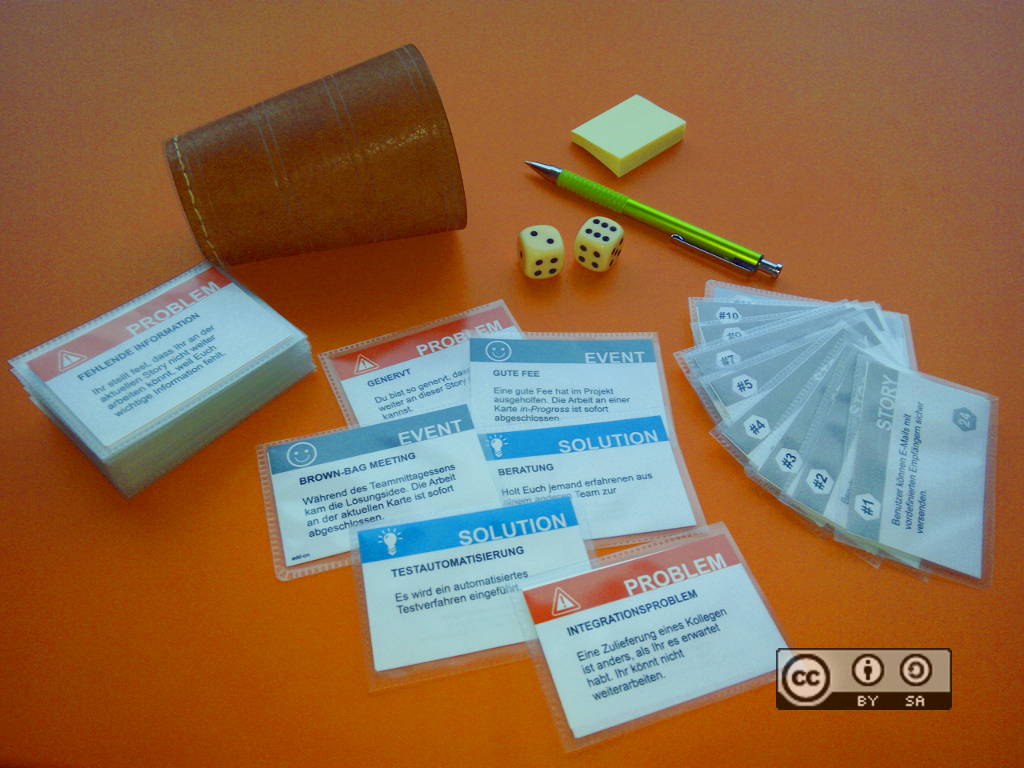 PROBLEM
FEHLENDE INFORMATION
Ihr stellt fest, dass Ihr an der
aktuellen Story nicht weiter
arbeiten könnt, weil Euch
wichtige Information fehlt.
PROBLEM
GENERVT
Du bist so genervt, dass
weiter an dieser Story
kannst.
EVENT
GUTE FEE
Eine gute Fee hat im Projekt
ausgeholfen. Die Arbeit an einer
Karte in-Progress ist sofort
abgeschlossen.
EVENT
BROWN-BAG MEETING
Während des Teammittagessens
kam die Lösungsidee. Die Arbeit
an der aktuellen Karte ist sofort
abgeschlossen.
add-on
SOLUTION
BERATUNG
Holt Euch jemand erfahrenen aus
einem anderen Team zur
SOLUTION
TESTAUTOMATISIERUNG
Es wird ein automatisiertes
Testverfahren eingeführt.
PROBLEM
INTEGRATIONSPROBLEM
Eine Zulieferung eines Kollegen
ist anders, als Ihr es erwartet
habt. Ihr könnt nicht
weiterarbeiten.
#10
#7
#5
#4
#3
#2
#1
STORY
24
Benutzer können E-Mails mit
vordefinierten Empfängern sicher
versenden.
cc
BY SA